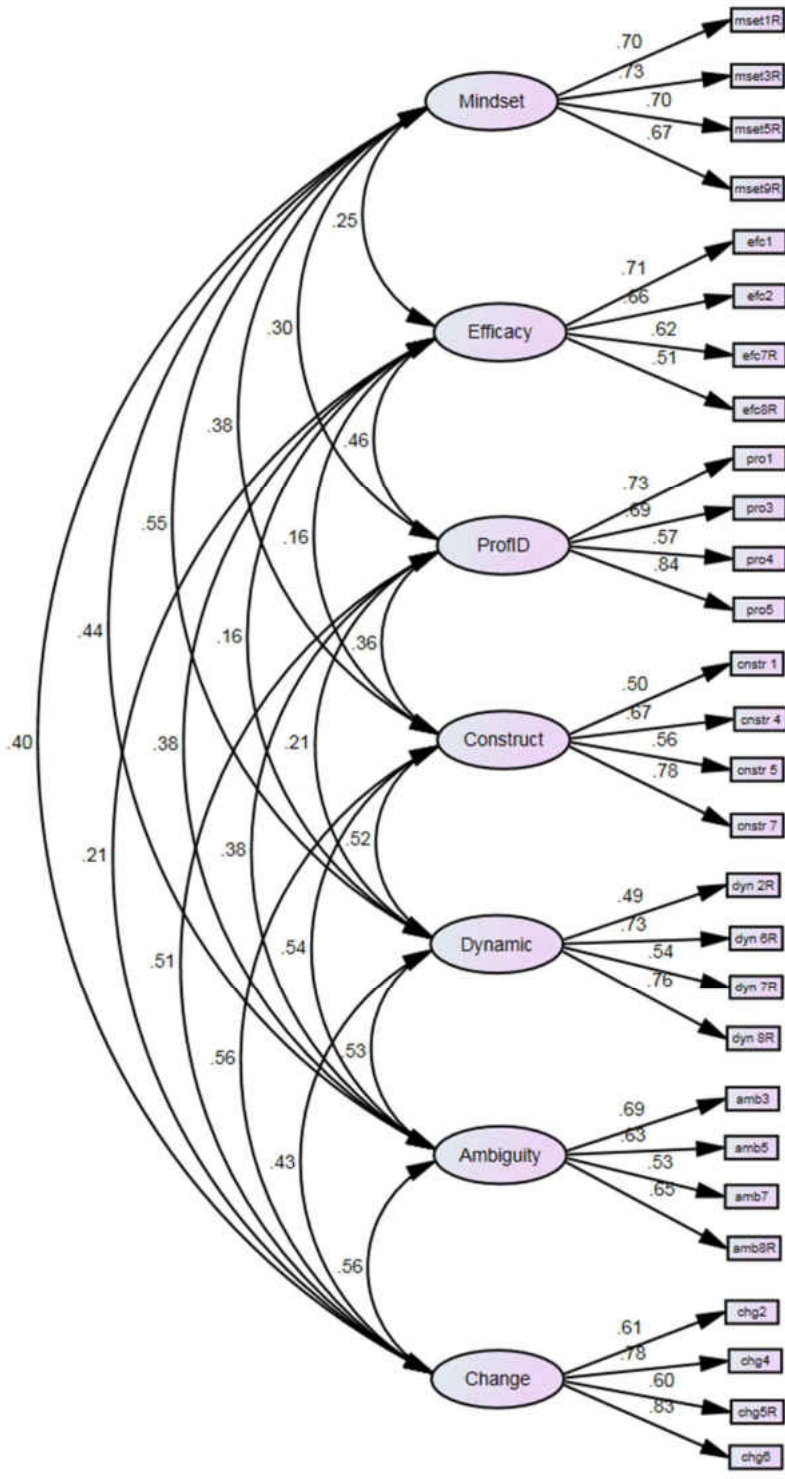 mset1R
.70
mset3R
.73
Mindset
.70
mset5R
.67
mset9R
.25
efc1
.71
efc2
.66
Efficacy
.30
.62
efc7R
.51
efc8R
.38
.46
pro1
.73
pro3
.69
.55
.16
ProfID
.57
pro4
.84
pro5
.44
.16
.36
cnstr 1
.50
cnstr 4
.67
.40
.38
.21
Construct
.56
cnstr 5
.78
cnstr 7
.21
.38
.52
dyn 2R
.49
dyn 6R
.73
.51
.54
Dynamic
.54
dyn 7R
.76
dyn 8R
.56
.53
amb3
.69
amb5
.63
.43
Ambiguity
.53
amb7
.65
amb8R
.56
chg2
.61
chg4
.78
Change
.60
chg5R
.83
chg6